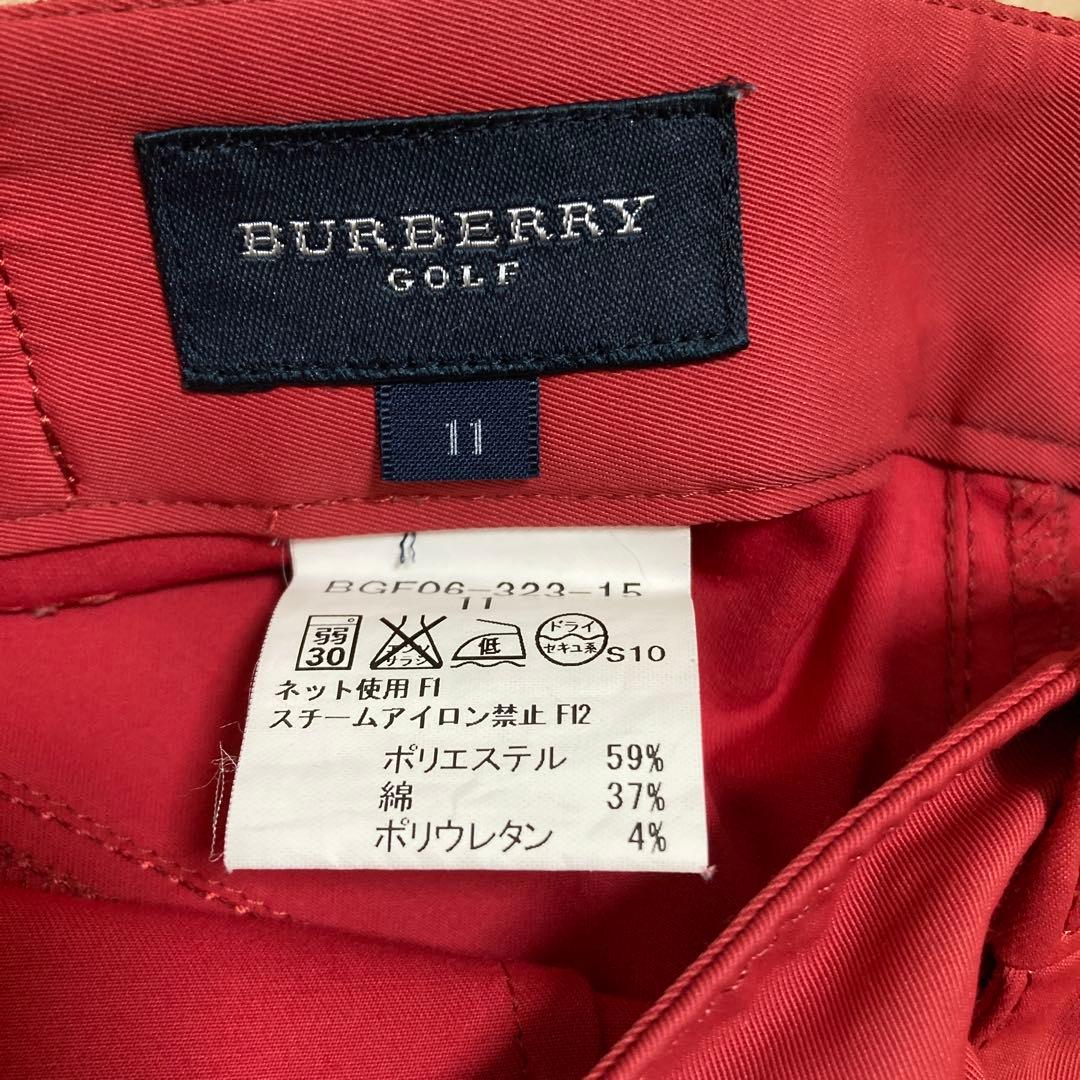 BURBERRY
GOLF
11
BGF06-323-15
11
弱 30 低 ドライ セキユ系 S10
ネット使用 F1
スチームアイロン禁止 F12
ポリエステル 59%
綿 37%
ポリウレタン 4%